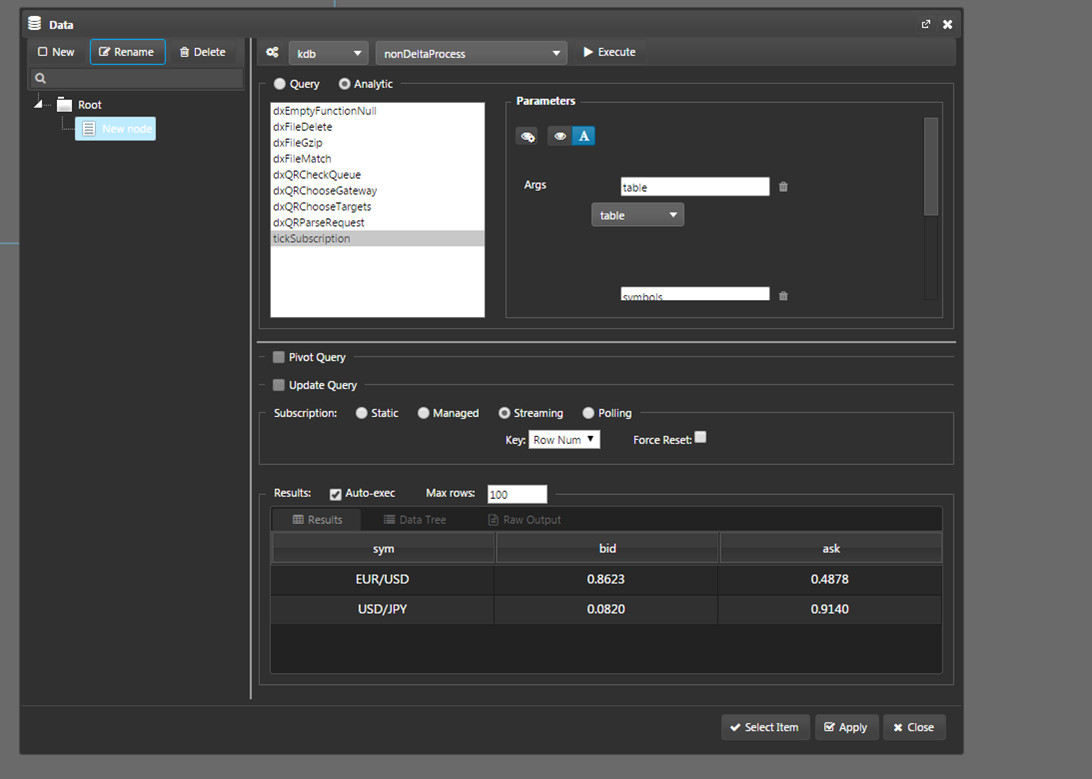 Data
New Rename Delete
kdb nonDeltaProcess Execute
Root
New node
Query Analytic
dxEmptyFunctionNull
dxFileDelete
dxFileGzip
dxFileMatch
dxQRCheckQueue
dxQRChooseGateway
dxQRChooseTargets
dxQRParseRequest
tickSubscription
Parameters
A
Args table
table
symbols
Pivot Query
Update Query
Subscription: Static Managed Streaming Polling
Key: Row Num Force Reset:
Results: Auto-exec Max rows: 100
Results Data Tree Raw Output
sym bid ask
EUR/USD 0.8623 0.4878
USD/JPY 0.0820 0.9140
Select Item Apply Close